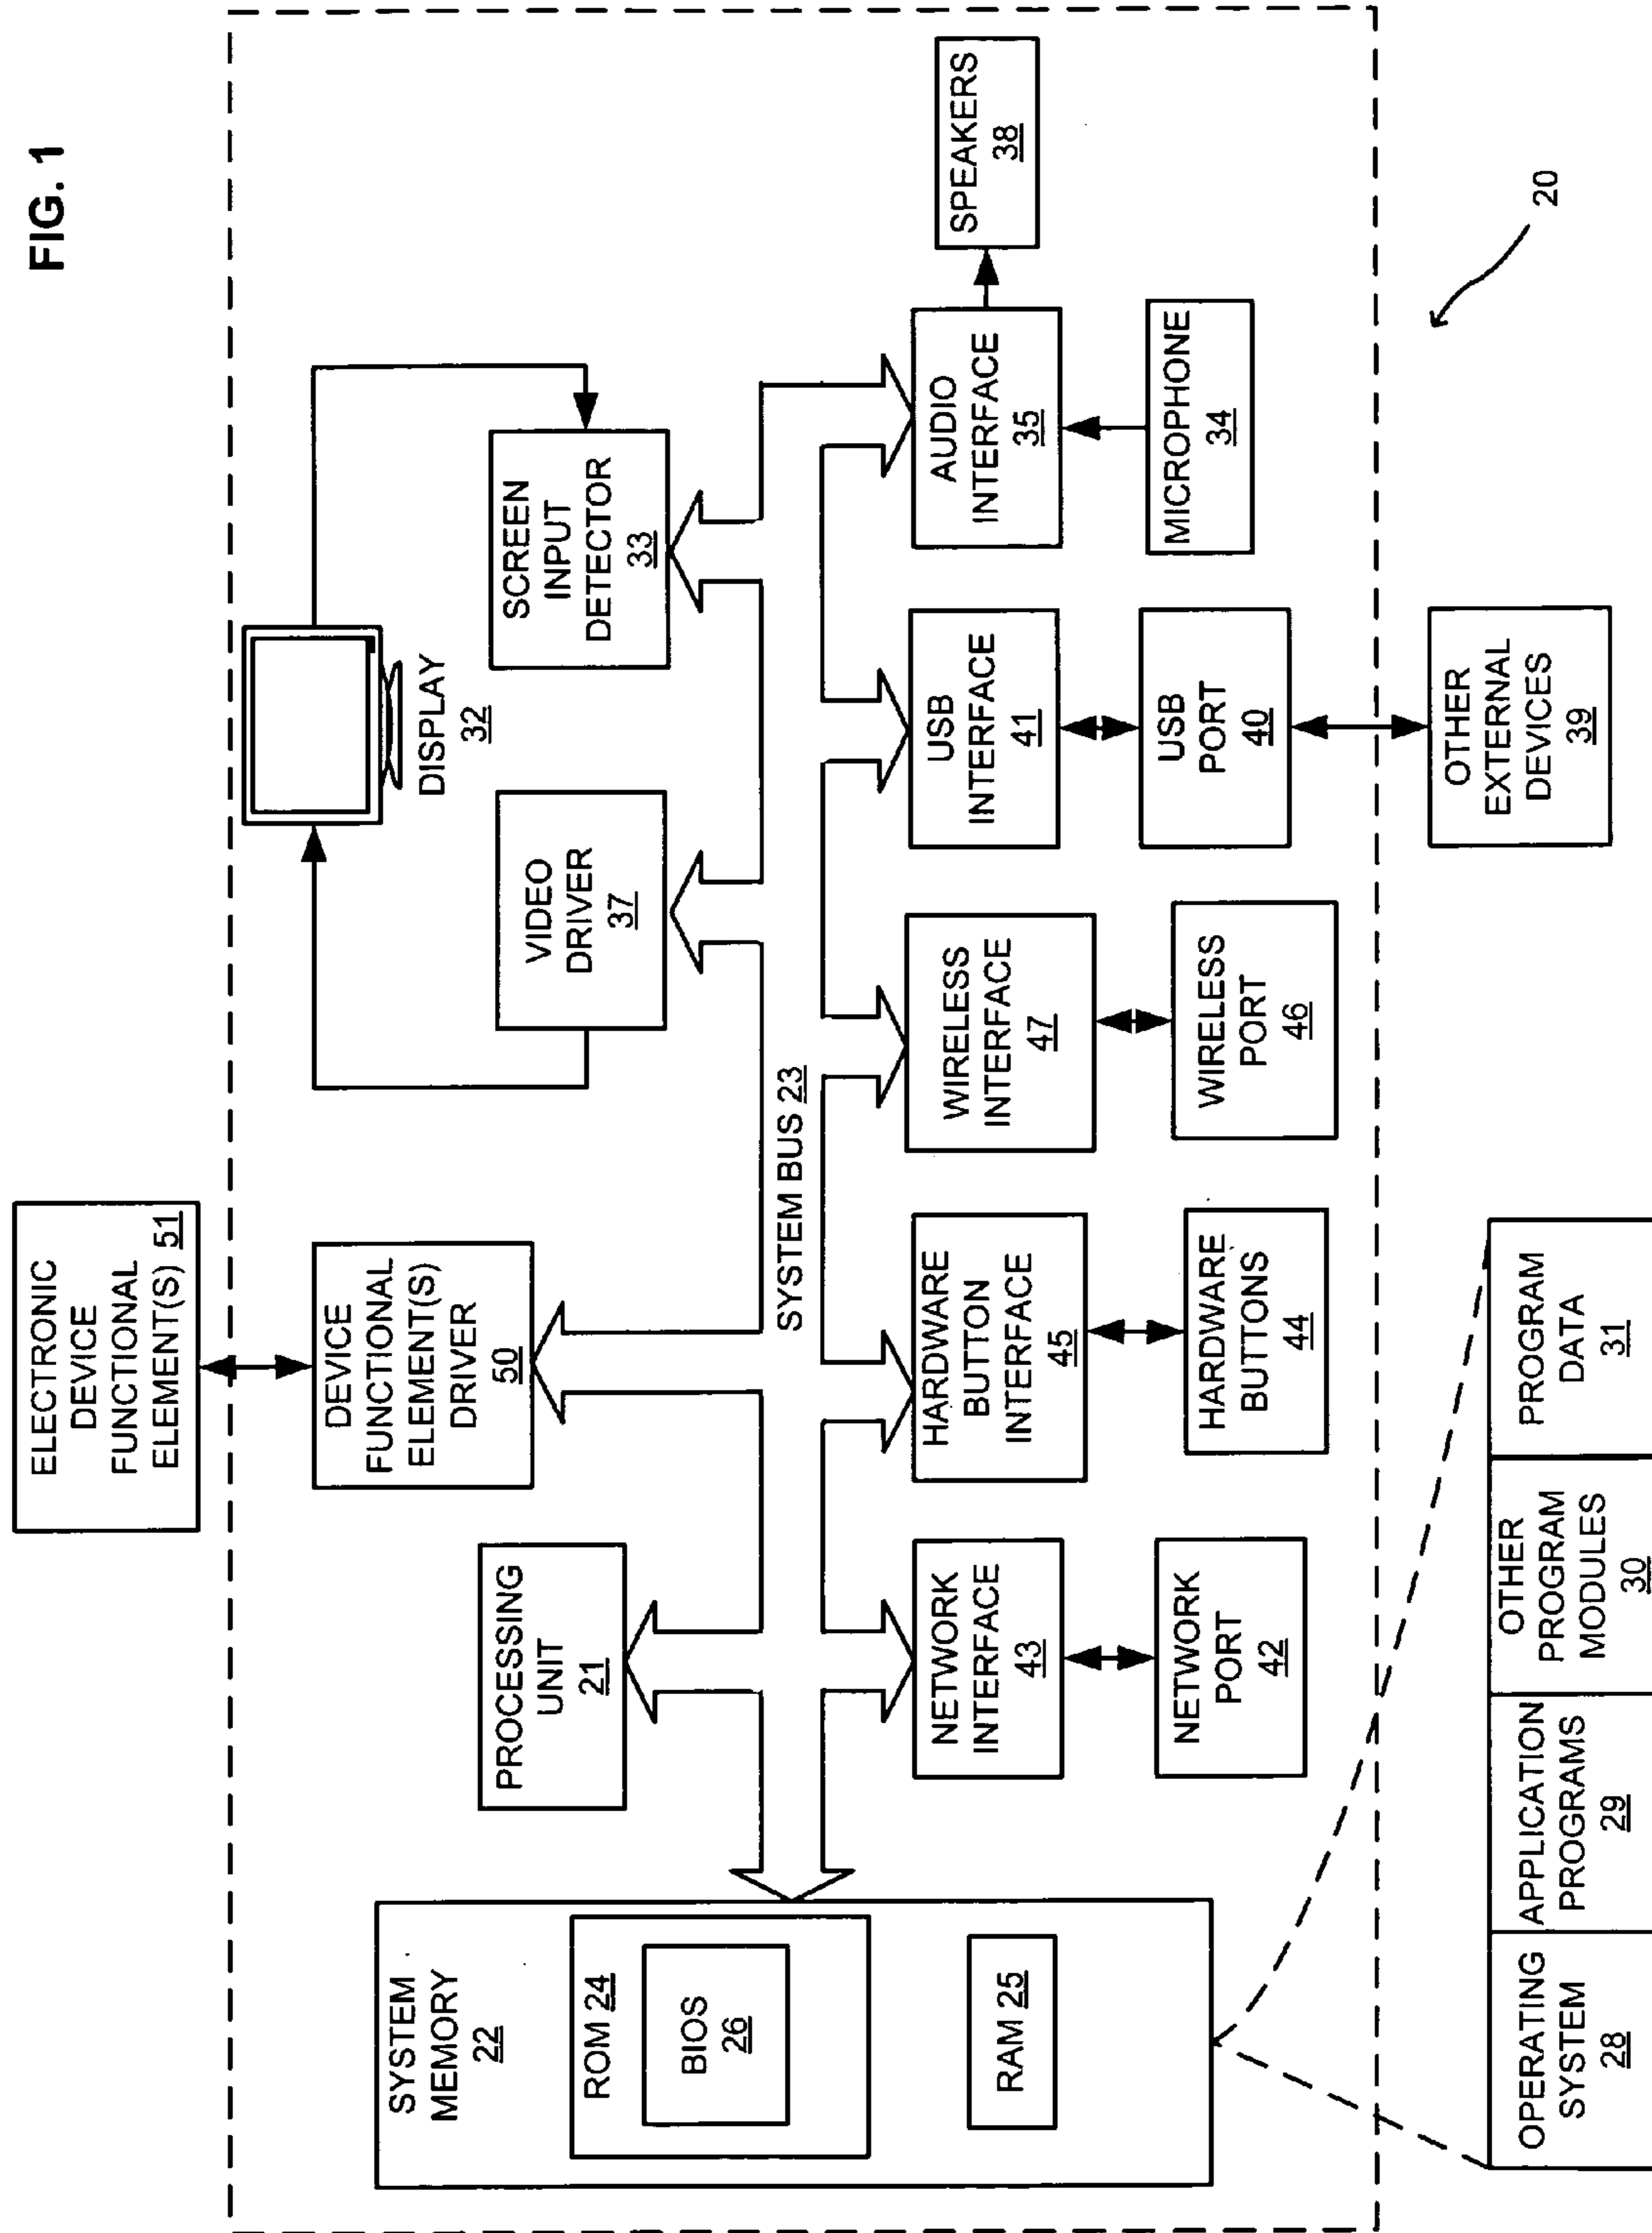 FIG. 1
ELECTRONIC
DEVICE
FUNCTIONAL
ELEMENT(S) 51
DISPLAY
32
DEVICE
FUNCTIONAL
ELEMENT(S)
DRIVER
50
VIDEO
DRIVER
37
SCREEN
INPUT
DETECTOR
33
PROCESSING
UNIT
21
SYSTEM
MEMORY
22
ROM 24
BIOS
26
RAM 25
SYSTEM BUS 23
NETWORK
INTERFACE
43
HARDWARE
BUTTON
INTERFACE
45
WIRELESS
INTERFACE
47
USB
INTERFACE
41
AUDIO
INTERFACE
35
SPEAKERS
38
NETWORK
PORT
42
HARDWARE
BUTTONS
44
WIRELESS
PORT
46
USB
PORT
40
MICROPHONE
34
OTHER
EXTERNAL
DEVICES
39
20
OPERATING
SYSTEM
28
APPLICATION
PROGRAMS
29
OTHER
PROGRAM
MODULES
30
PROGRAM
DATA
31